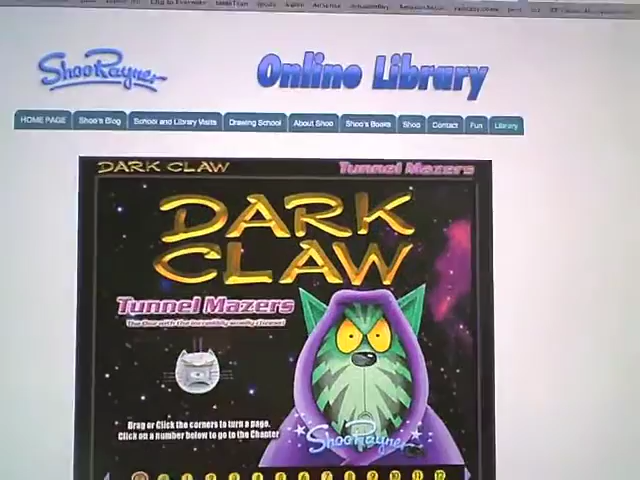 Shoo Rayner
Online Library
HOME PAGE
Shoo's Blog
School and Library Visits
Drawing School
About Shoo
Shoo's Books
Shop
Contact
Fun
Library
DARK CLAW
Tunnel Mazers
DARK
CLAW
Tunnel Mazers
Drag or Click the corners to turn a page.
Click on a number below to go to the Chapter
Shoo Rayner